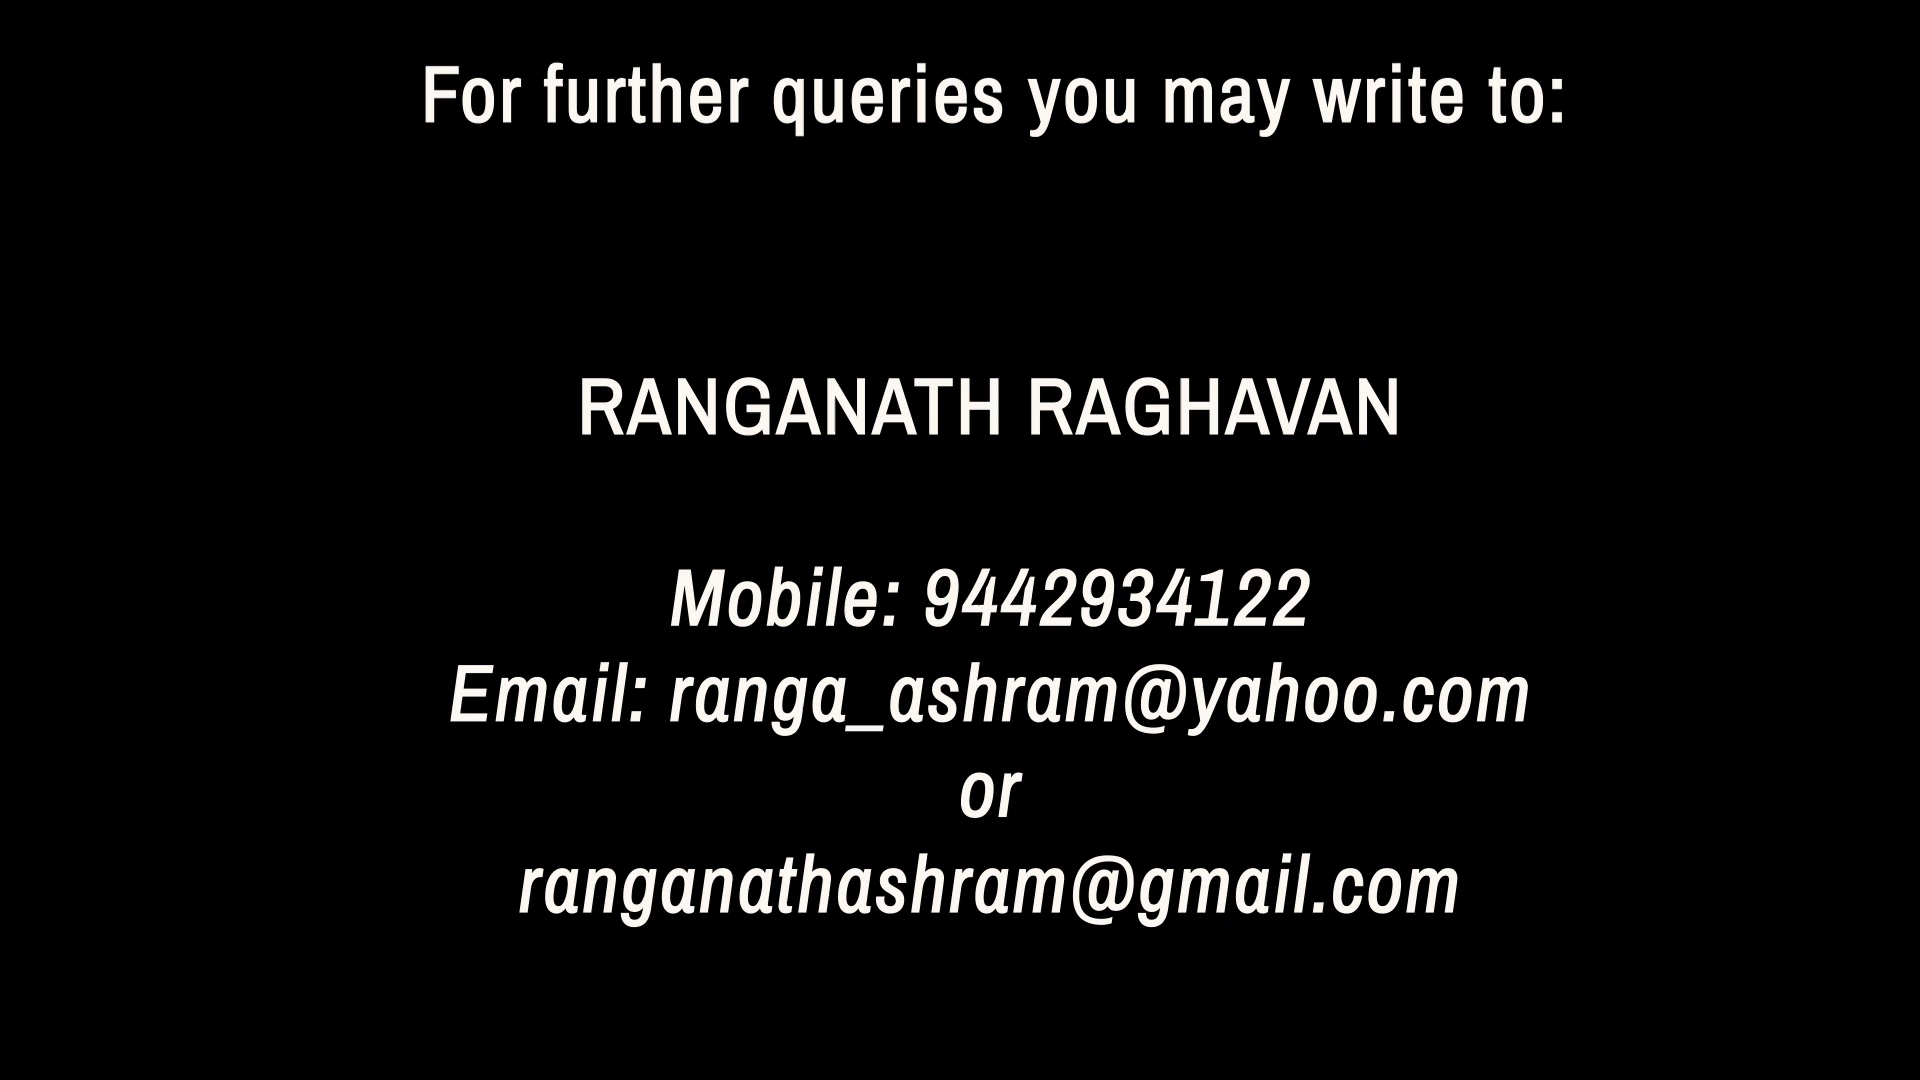 For further queries you may write to:
RANGANATH RAGHAVAN
Mobile: 9442934122
Email: ranga_ashram@yahoo.com
or
ranganathashram@gmail.com